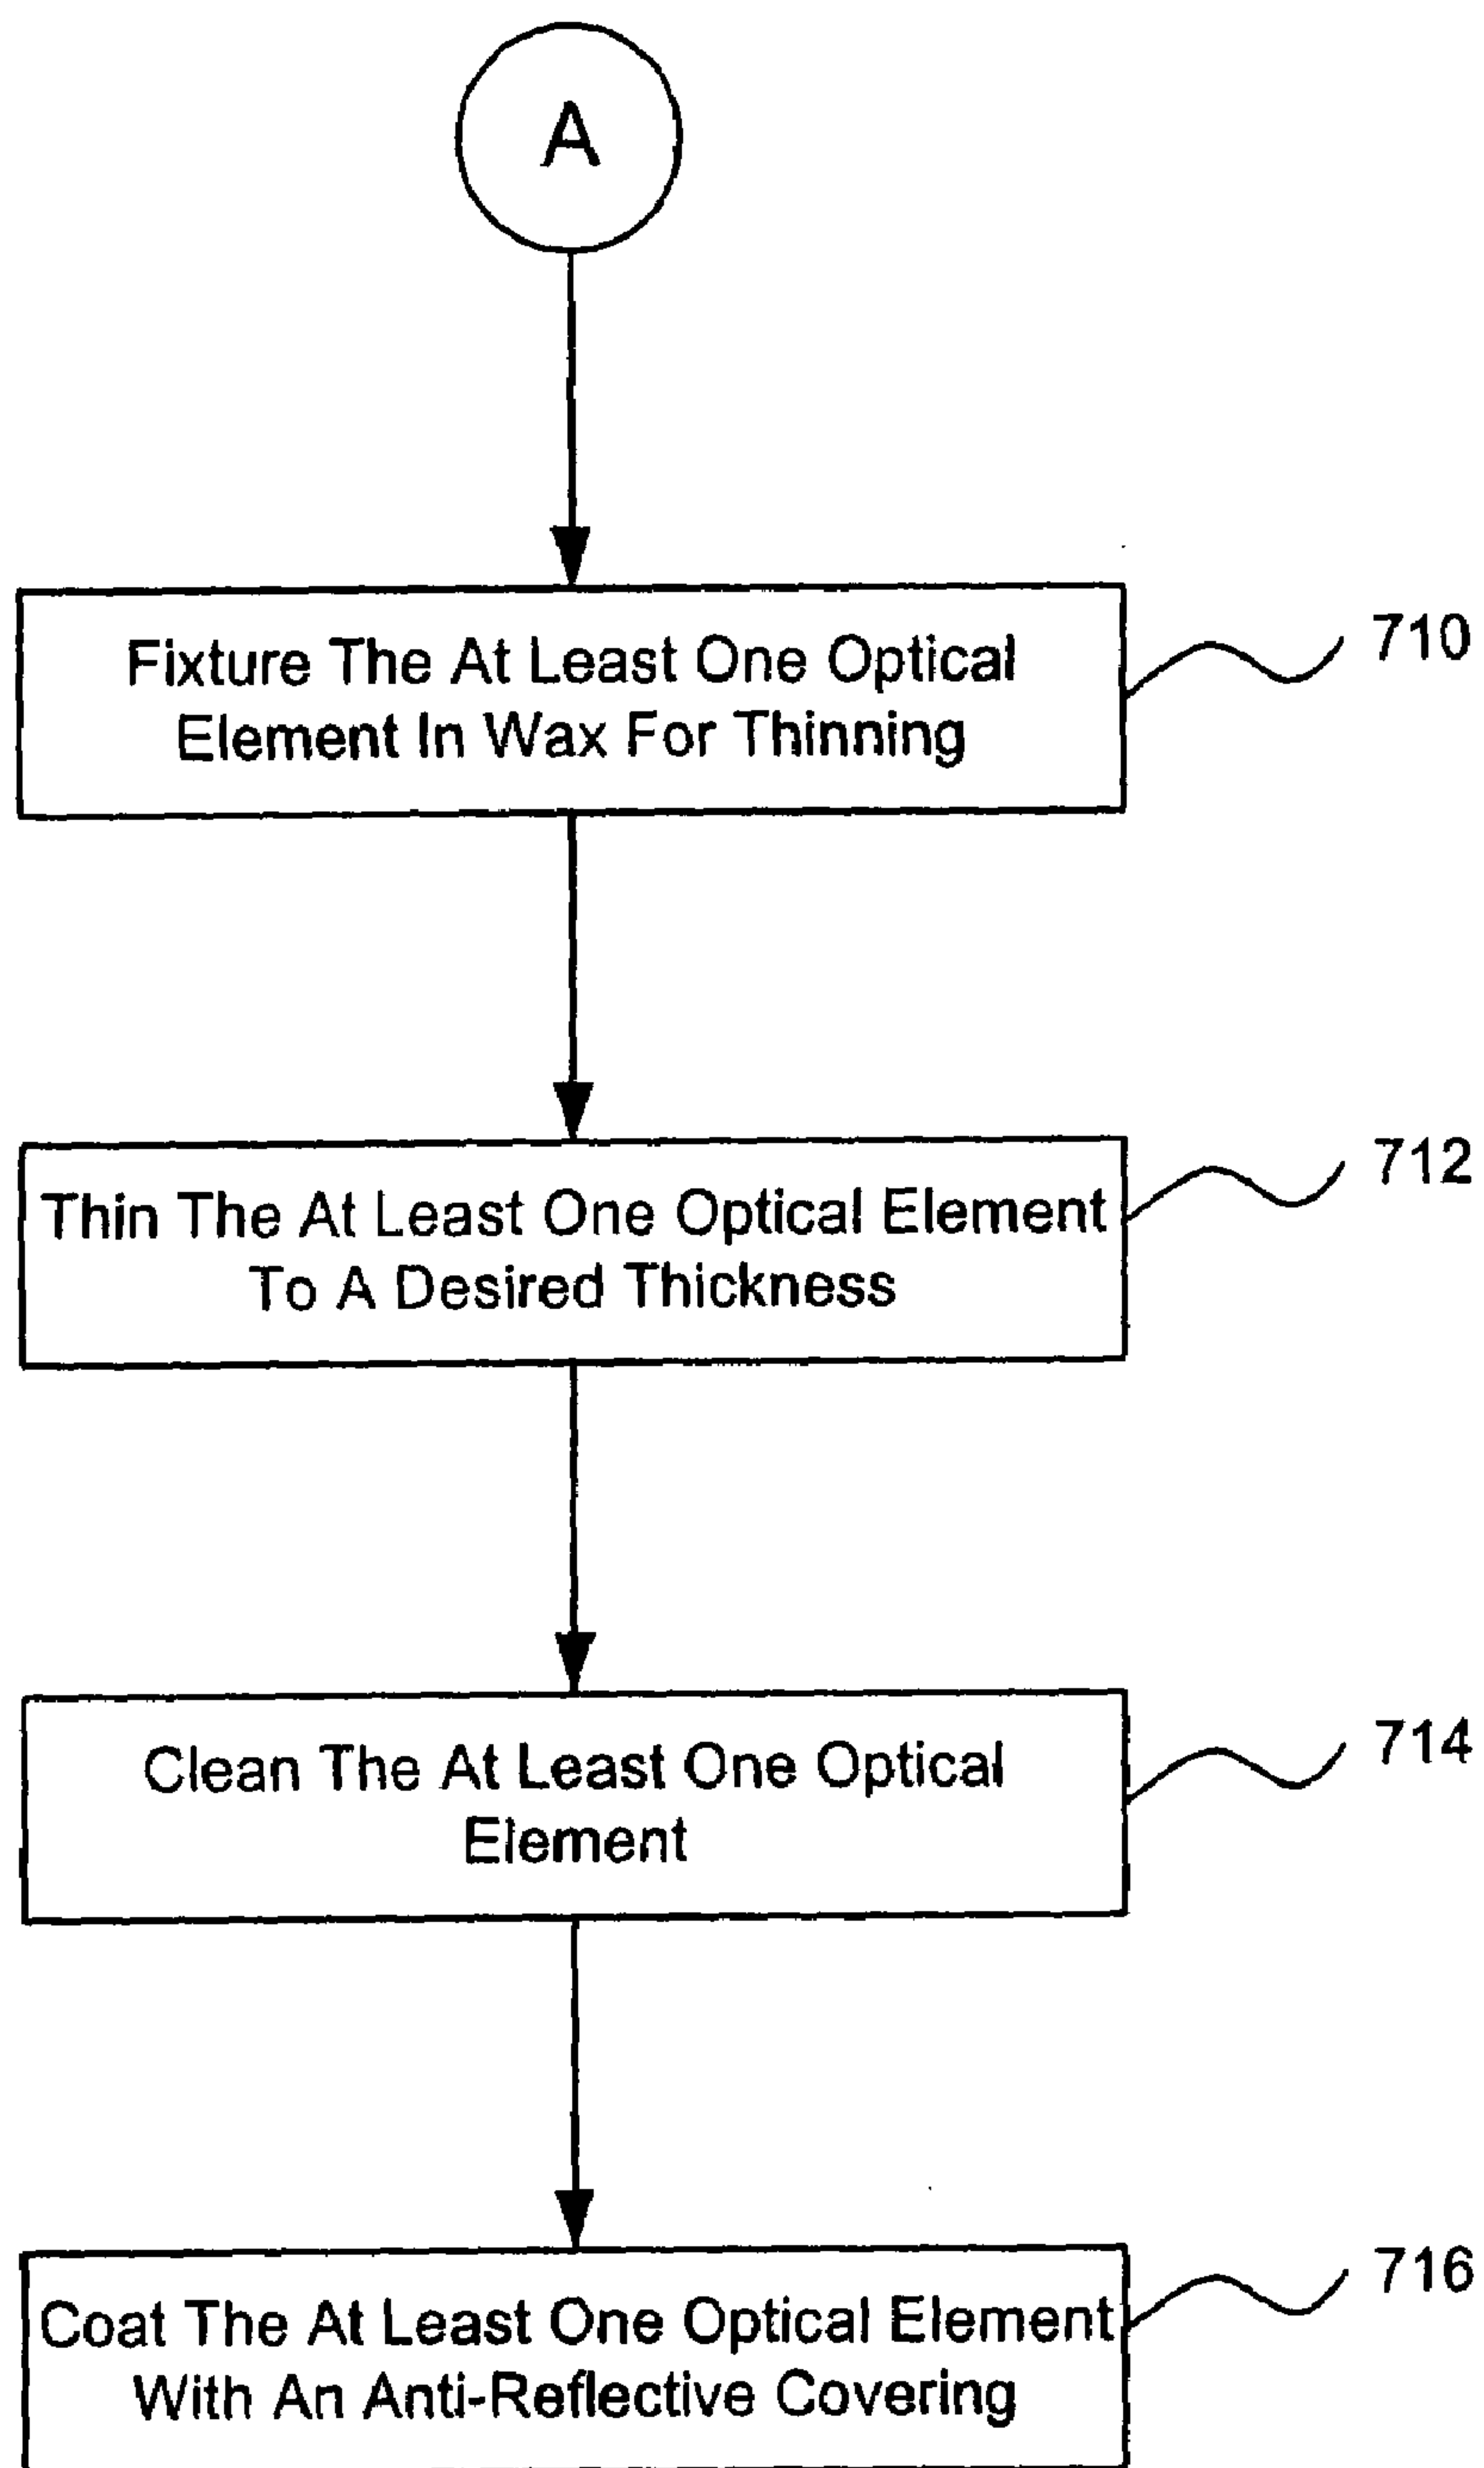 A
Fixture The At Least One Optical
Element In Wax For Thinning
710
Thin The At Least One Optical Element
To A Desired Thickness
712
Clean The At Least One Optical
Element
714
Coat The At Least One Optical Element
With An Anti-Reflective Covering
716